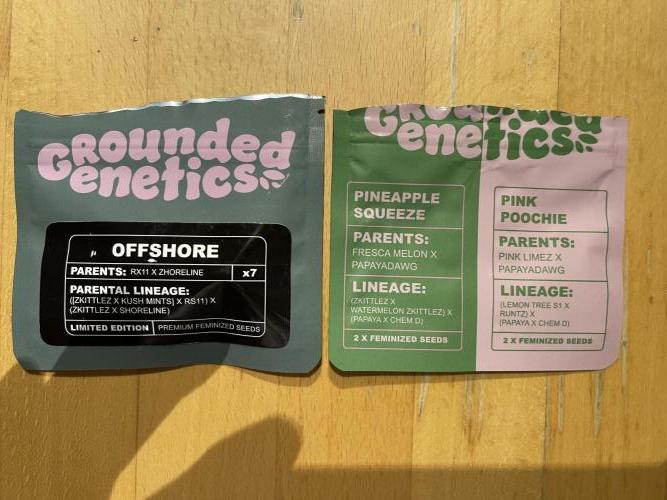 Grounded
Genetics
OFFSHORE
PARENTS: RX11 X ZHORELINE
x7
PARENTAL LINEAGE:
([ZKITTLEZ X KUSH MINTS] X RS11) X
(ZKITTLEZ X SHORELINE)
LIMITED EDITION
PREMIUM FEMINIZED SEEDS
Grounded
Genetics
PINEAPPLE
SQUEEZE
PARENTS:
FRESCA MELON X
PAPAYADAWG
LINEAGE:
(ZKITTLEZ X
WATERMELON ZKITTLEZ) X
(PAPAYA X CHEM D)
2 X FEMINIZED SEEDS
PINK
POOCHIE
PARENTS:
PINK LIMEZ X
PAPAYADAWG
LINEAGE:
(LEMON TREE S1 X
RUNTZ) X
(PAPAYA X CHEM D)
2 X FEMINIZED SEEDS